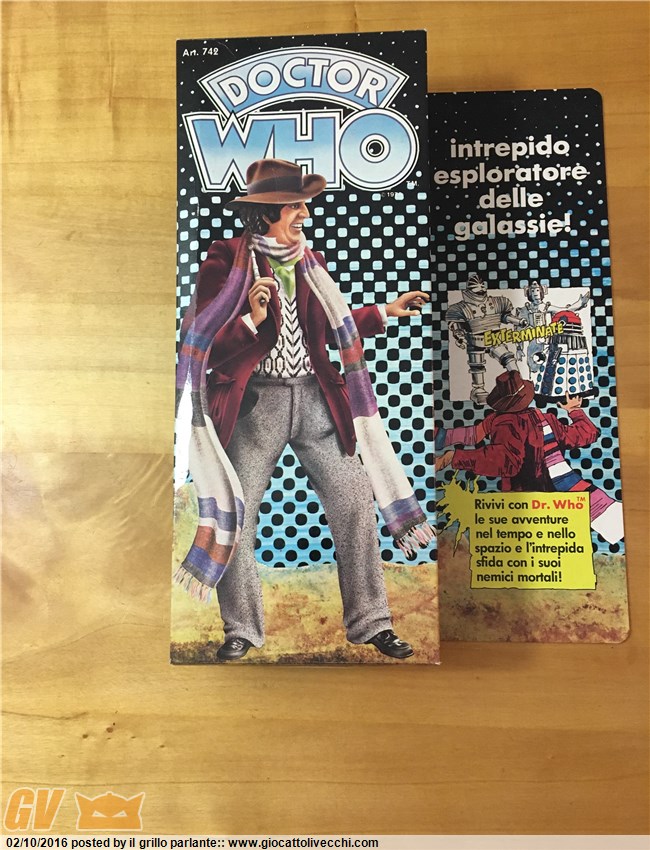 Art. 742
DOCTOR
WHO
TM.
intrepido
esploratore
delle
galassie!
EXTERMINATE
Rivivi con Dr. Who™
le sue avventure
nel tempo e nello
spazio e l'intrepida
sfida con i suoi
nemici mortali!
GV
02/10/2016 posted by il grillo parlante:: www.giocattolivecchi.com